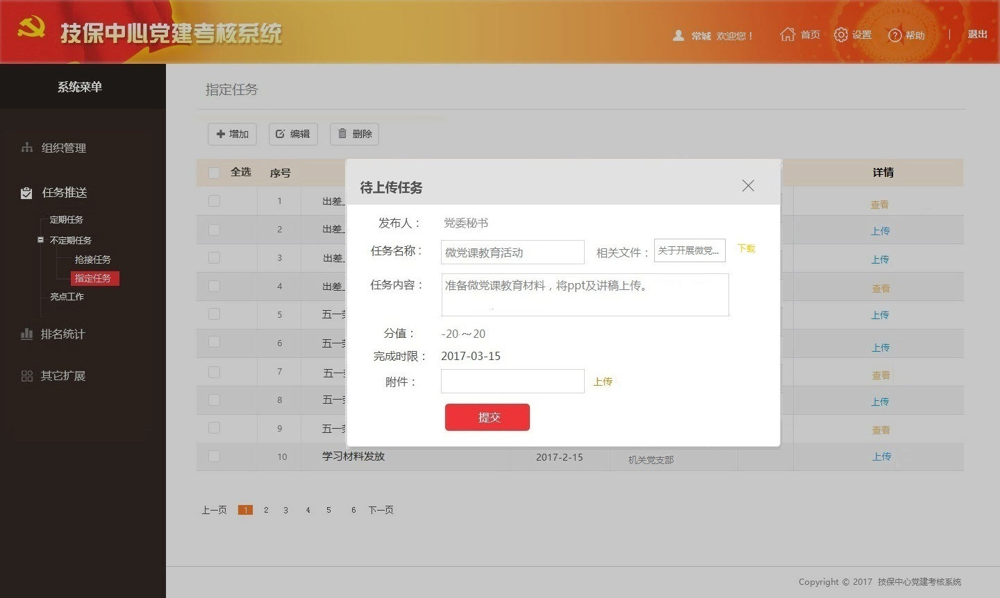 技保中心党建考核系统
常城 欢迎您！ 首页 设置 帮助 退出
系统菜单
组织管理
任务推送
定期任务
不定期任务
抢接任务
指定任务
亮点工作
排名统计
其它扩展
指定任务
增加 编辑 删除
全选 序号 详情
1 出差 查看
2 出差 上传
3 出差 上传
4 出差 查看
5 五一 上传
6 五一 上传
7 五一 查看
8 五一 上传
9 五一 查看
10 学习材料发放 2017-2-15 机关党支部 上传
待上传任务
发布人： 党委秘书
任务名称： 微党课教育活动 相关文件： 关于开展微党... 下载
任务内容： 准备微党课教育材料，将ppt及讲稿上传。
分值： -20～20
完成时限： 2017-03-15
附件： 上传
提交
上一页 1 2 3 4 5 6 下一页
Copyright © 2017 技保中心党建考核系统